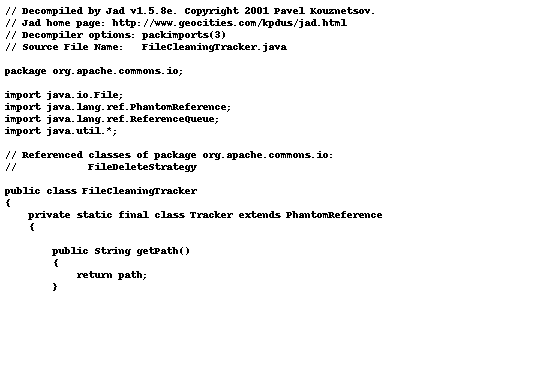 // Decompiled by Jad v1.5.8e. Copyright 2001 Pavel Kouznetsov.
// Jad home page: http://www.geocities.com/kpdus/jad.html
// Decompiler options: packimports(3)
// Source File Name:   FileCleaningTracker.java

package org.apache.commons.io;

import java.io.File;
import java.lang.ref.PhantomReference;
import java.lang.ref.ReferenceQueue;
import java.util.*;

// Referenced classes of package org.apache.commons.io:
//            FileDeleteStrategy

public class FileCleaningTracker
{
    private static final class Tracker extends PhantomReference
    {

        public String getPath()
        {
            return path;
        }